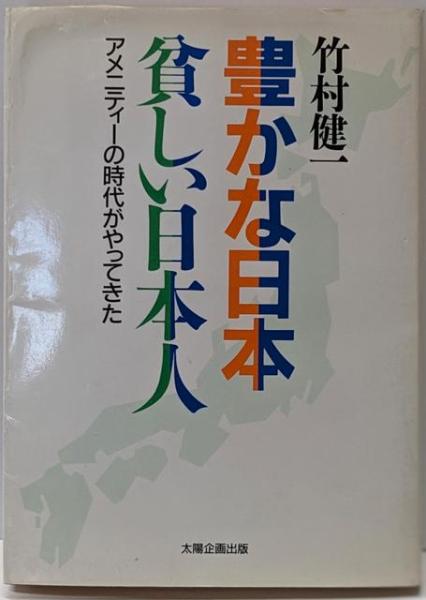 竹村健一
豊かな日本
貧しい日本人
アメニティーの時代がやってきた
太陽企画出版